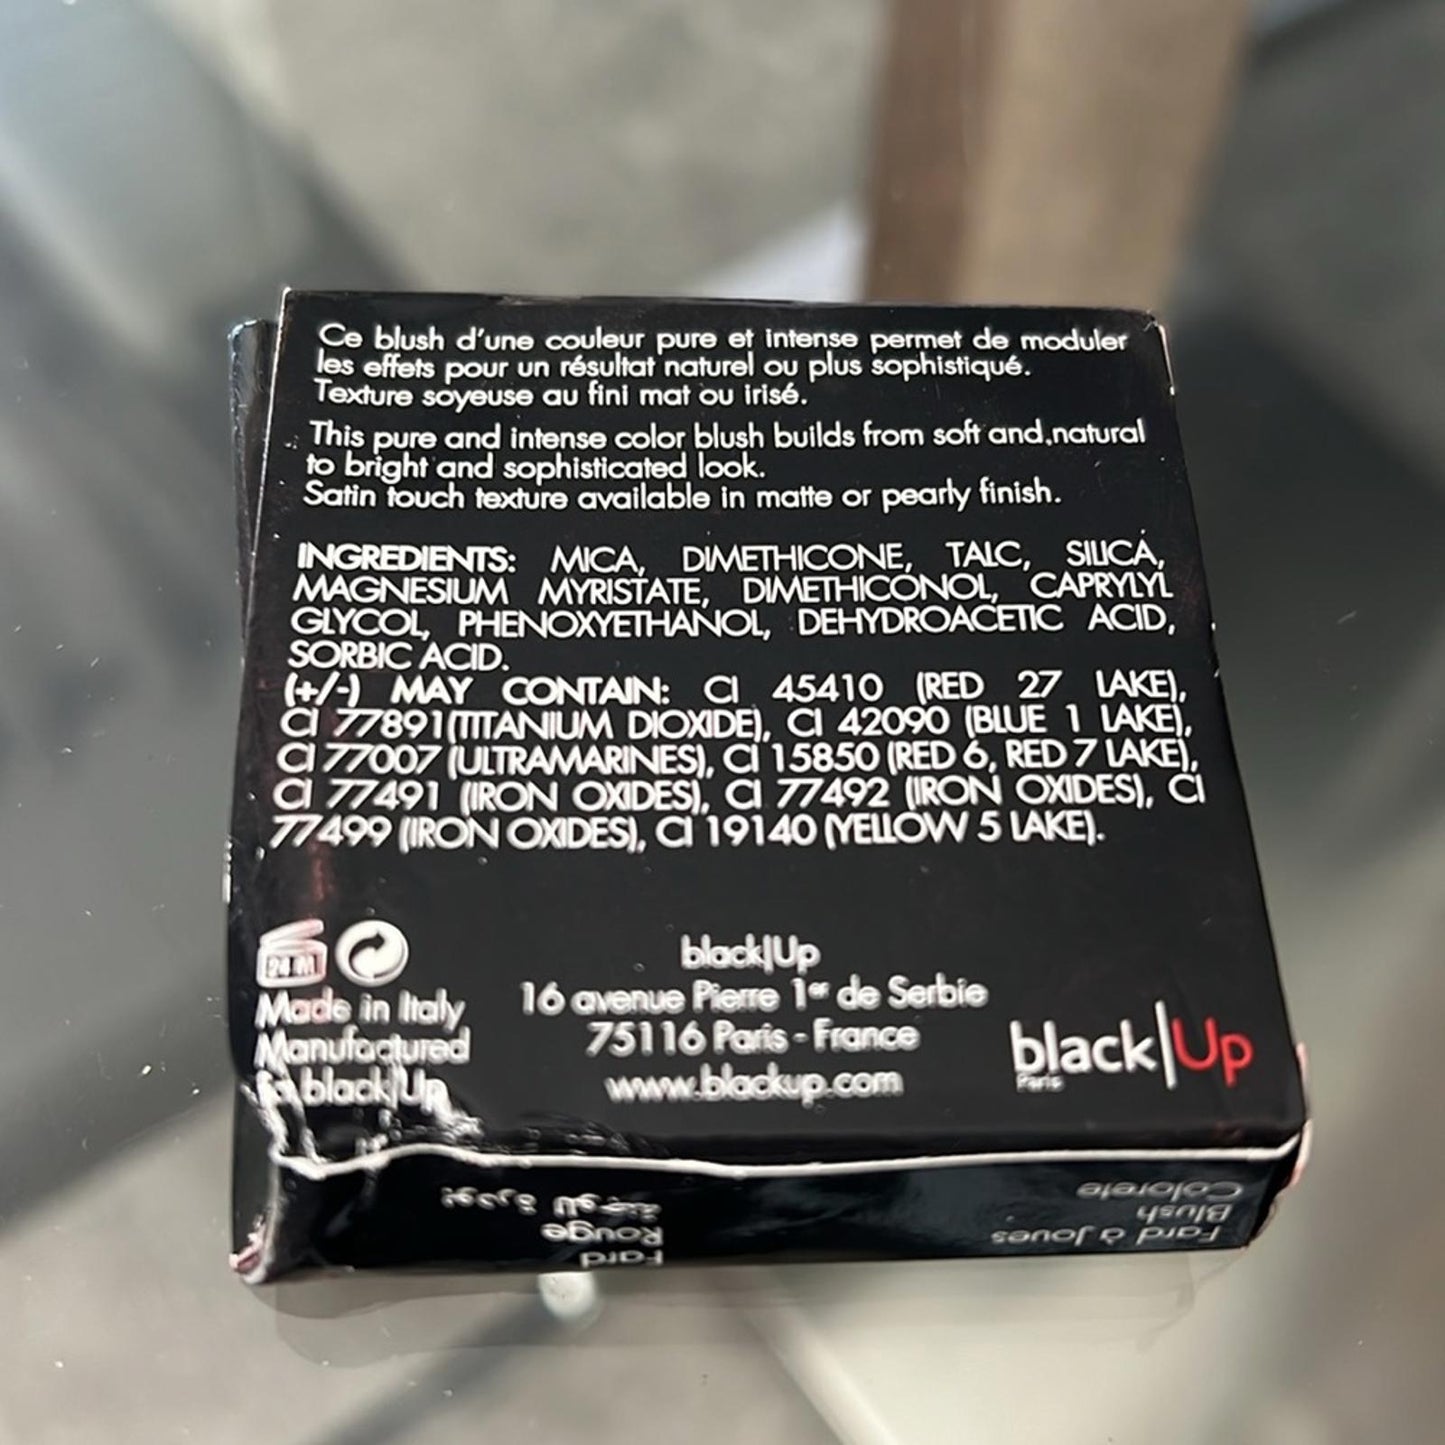 Ce blush d'une couleur pure et intense permet de moduler
les effets pour un résultat naturel ou plus sophistiqué.
Texture soyeuse au fini mat ou irisé.
This pure and intense color blush builds from soft and,natural
to bright and sophisticated look.
Satin touch texture available in matte or pearly finish.
INGREDIENTS: MICA, DIMETHICONE, TALC, SILICA,
MAGNESIUM MYRISTATE, DIMETHICONOL, CAPRYLYL
GLYCOL, PHENOXYETHANOL, DEHYDROACETIC ACID,
SORBIC ACID.
(+/-) MAY CONTAIN: CI 45410 (RED 27 LAKE),
CI 77891(TITANIUM DIOXIDE), CI 42090 (BLUE 1 LAKE),
CI 77007 (ULTRAMARINES), CI 15850 (RED 6, RED 7 LAKE),
CI 77491 (IRON OXIDES), CI 77492 (IRON OXIDES), CI
77499 (IRON OXIDES), CI 19140 (YELLOW 5 LAKE).
24 M
Made in Italy
Manufactured
black|Up
black|Up
16 avenue Pierre 1er de Serbie
75116 Paris - France
www.blackup.com
black|Up
Paris
Fard à Joues
Blush
Colorete
Fard
Rouge